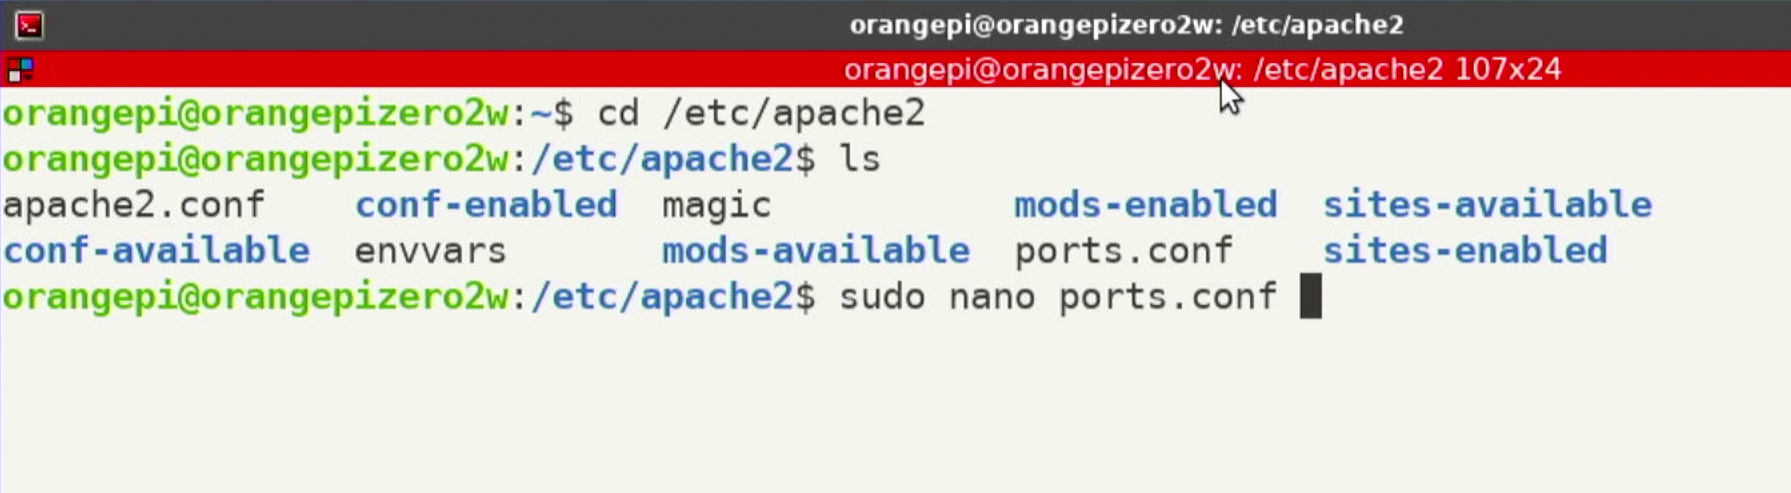 orangepi@orangepizero2w: /etc/apache2
orangepi@orangepizero2w: /etc/apache2 107x24
orangepi@orangepizero2w:~$ cd /etc/apache2
orangepi@orangepizero2w:/etc/apache2$ ls
apache2.conf conf-enabled magic mods-enabled sites-available
conf-available envvars mods-available ports.conf sites-enabled
orangepi@orangepizero2w:/etc/apache2$ sudo nano ports.conf